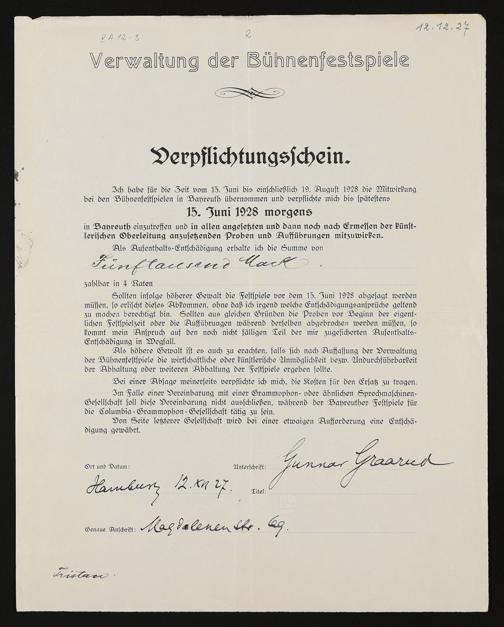 VA 12-3
2
12.12.27
Verwaltung der Bühnenfestspiele
Verpflichtungsschein.
Ich habe für die Zeit vom 15. Juni bis einschließlich 19. August 1928 die Mitwirkung
bei den Bühnenfestspielen in Bayreuth übernommen und verpflichte mich bis spätestens
15. Juni 1928 morgens
in Bayreuth einzutreffen und in allen angesetzten und dann noch nach Ermessen der künst-
lerischen Oberleitung anzusetzenden Proben und Aufführungen mitzuwirken.
Als Aufenthalts-Entschädigung erhalte ich die Summe von
Fünftausend Mark.
zahlbar in 4 Raten
Sollten infolge höherer Gewalt die Festspiele vor dem 15. Juni 1928 abgesagt werden
müssen, so erlischt dieses Abkommen, ohne daß ich irgend welche Entschädigungsansprüche geltend
zu machen berechtigt bin. Sollten aus gleichen Gründen die Proben vor Beginn der eigent-
lichen Festspielzeit oder die Aufführungen während derselben abgebrochen werden müssen, so
kommt mein Anspruch auf den noch nicht fälligen Teil der mir zugesicherten Aufenthalts-
Entschädigung in Wegfall.
Als höhere Gewalt ist es auch zu erachten, falls sich nach Auffassung der Verwaltung
der Bühnenfestspiele die wirtschaftliche oder künstlerische Unmöglichkeit bezw. Undurchführbarkeit
der Abhaltung oder weiteren Abhaltung der Festspiele ergeben sollte.
Bei einer Absage meinerseits verpflichte ich mich, die Kosten für den Ersatz zu tragen.
Im Falle einer Vereinbarung mit einer Grammophon- oder ähnlichen Sprechmaschinen-
Gesellschaft soll diese Vereinbarung nicht ausschließen, während der Bayreuther Festspiele für
die Columbia-Grammophon-Gesellschaft tätig zu sein.
Von Seite letzterer Gesellschaft wird bei einer etwaigen Aufforderung eine Entschä-
digung gewährt.
Ort und Datum: Unterschrift: Gunnar Graarud
Hamburg 12. XII 27. Titel:
Genaue Anschrift: Magdalenenstr. 69.
Tristan.